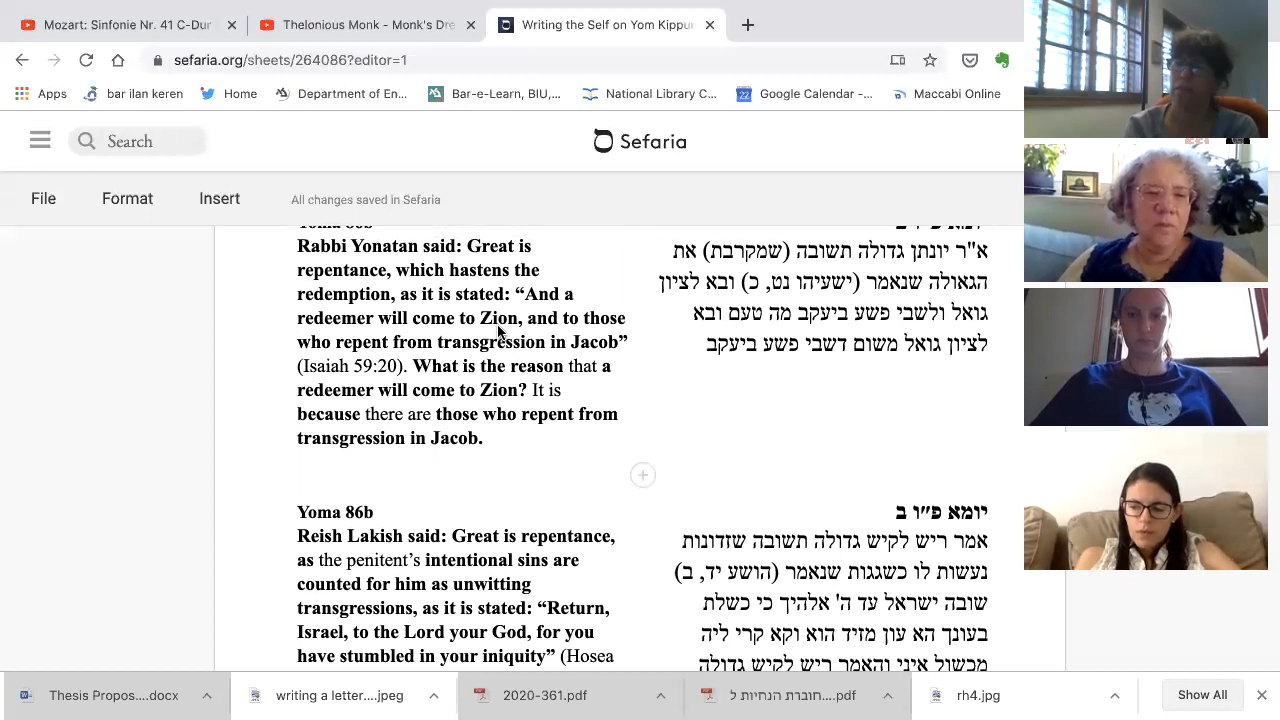 Mozart: Sinfonie Nr. 41 C-Dur
Thelonious Monk - Monk's Dre
Writing the Self on Yom Kippur
sefaria.org/sheets/264086?editor=1
Apps
bar ilan keren
Home
Department of En...
Bar-e-Learn, BIU,...
National Library C...
Google Calendar -...
Maccabi Online
Search
Sefaria
File
Format
Insert
All changes saved in Sefaria
Rabbi Yonatan said: Great is
repentance, which hastens the
redemption, as it is stated: “And a
redeemer will come to Zion, and to those
who repent from transgression in Jacob”
(Isaiah 59:20). What is the reason that a
redeemer will come to Zion? It is
because there are those who repent from
transgression in Jacob.
א"ר יונתן גדולה תשובה (שמקרבת) את
הגאולה שנאמר (ישעיהו נט, כ) ובא לציון
גואל ולשבי פשע ביעקב מה טעם ובא
לציון גואל משום דשבי פשע ביעקב
Yoma 86b
Reish Lakish said: Great is repentance,
as the penitent’s intentional sins are
counted for him as unwitting
transgressions, as it is stated: “Return,
Israel, to the Lord your God, for you
have stumbled in your iniquity” (Hosea
יומא פ״ו ב
אמר ריש לקיש גדולה תשובה שזדונות
נעשות לו כשגגות שנאמר (הושע יד, ב)
שובה ישראל עד ה' אלהיך כי כשלת
בעונך הא עון מזיד הוא וקא קרי ליה
מכשול איני והאמר ריש לקיש גדולה
Thesis Propos....docx
writing a letter....jpeg
2020-361.pdf
חוברת הנחיות ל....pdf
rh4.jpg
Show All